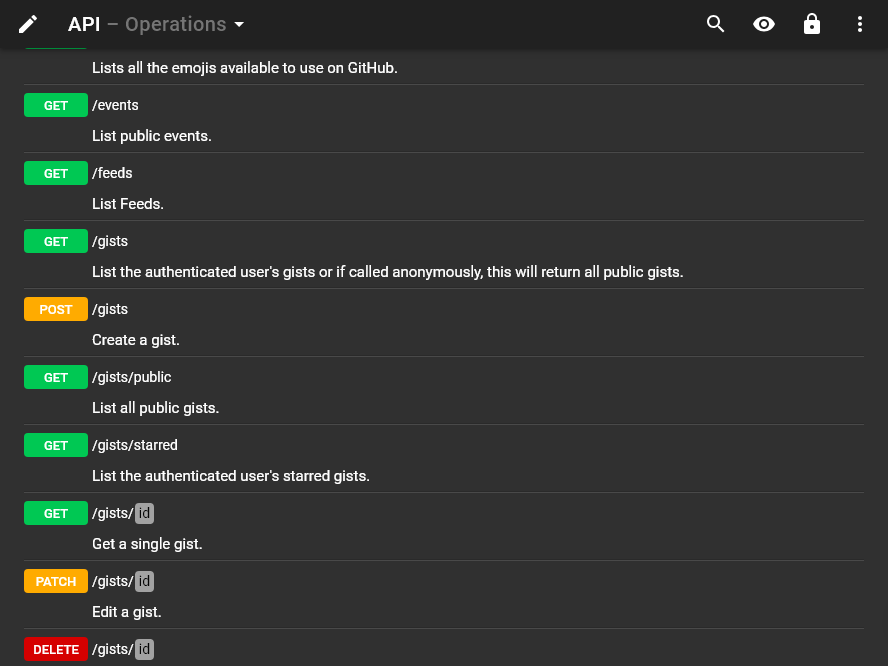 API – Operations
Lists all the emojis available to use on GitHub.
GET /events
List public events.
GET /feeds
List Feeds.
GET /gists
List the authenticated user's gists or if called anonymously, this will return all public gists.
POST /gists
Create a gist.
GET /gists/public
List all public gists.
GET /gists/starred
List the authenticated user's starred gists.
GET /gists/ id
Get a single gist.
PATCH /gists/ id
Edit a gist.
DELETE /gists/ id